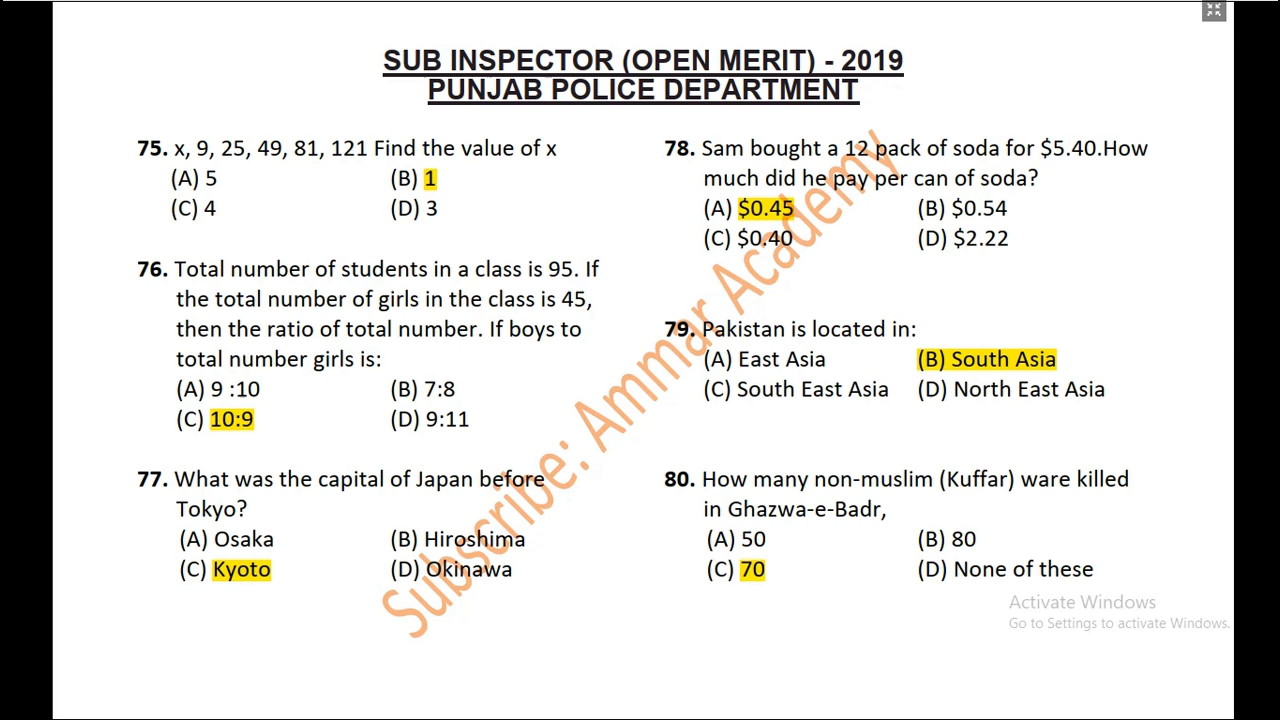 SUB INSPECTOR (OPEN MERIT) - 2019
PUNJAB POLICE DEPARTMENT
75. x, 9, 25, 49, 81, 121 Find the value of x
(A) 5 (B) 1
(C) 4 (D) 3
76. Total number of students in a class is 95. If
the total number of girls in the class is 45,
then the ratio of total number. If boys to
total number girls is:
(A) 9 :10 (B) 7:8
(C) 10:9 (D) 9:11
77. What was the capital of Japan before
Tokyo?
(A) Osaka (B) Hiroshima
(C) Kyoto (D) Okinawa
78. Sam bought a 12 pack of soda for $5.40.How
much did he pay per can of soda?
(A) $0.45 (B) $0.54
(C) $0.40 (D) $2.22
79. Pakistan is located in:
(A) East Asia (B) South Asia
(C) South East Asia (D) North East Asia
80. How many non-muslim (Kuffar) ware killed
in Ghazwa-e-Badr,
(A) 50 (B) 80
(C) 70 (D) None of these
Subscribe: Ammar Academy
Activate Windows
Go to Settings to activate Windows.